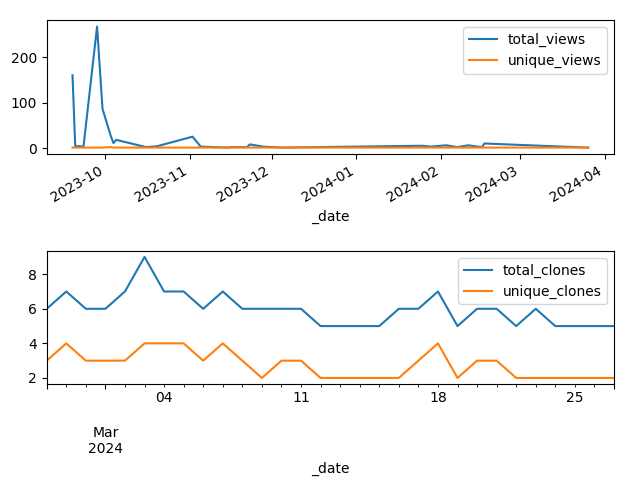 200
100
0
total_views
unique_views
2023-10
2023-11
2023-12
2024-01
2024-02
2024-03
2024-04
_date
8
6
4
2
total_clones
unique_clones
04
11
18
25
Mar
2024
_date